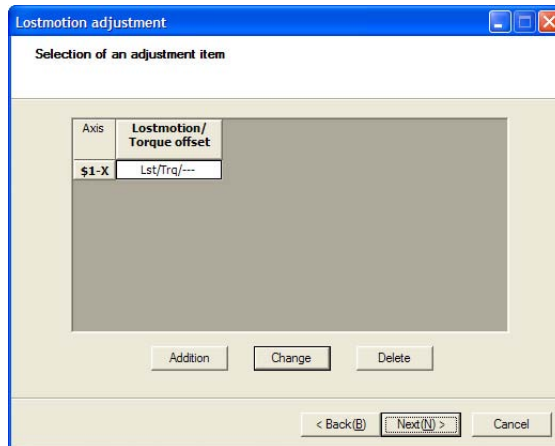 Lostmotion adjustment
Selection of an adjustment item
Axis
Lostmotion/
Torque offset
$1-X
Lst/Trq/---
Addition
Change
Delete
< Back(B)
Next(N) >
Cancel